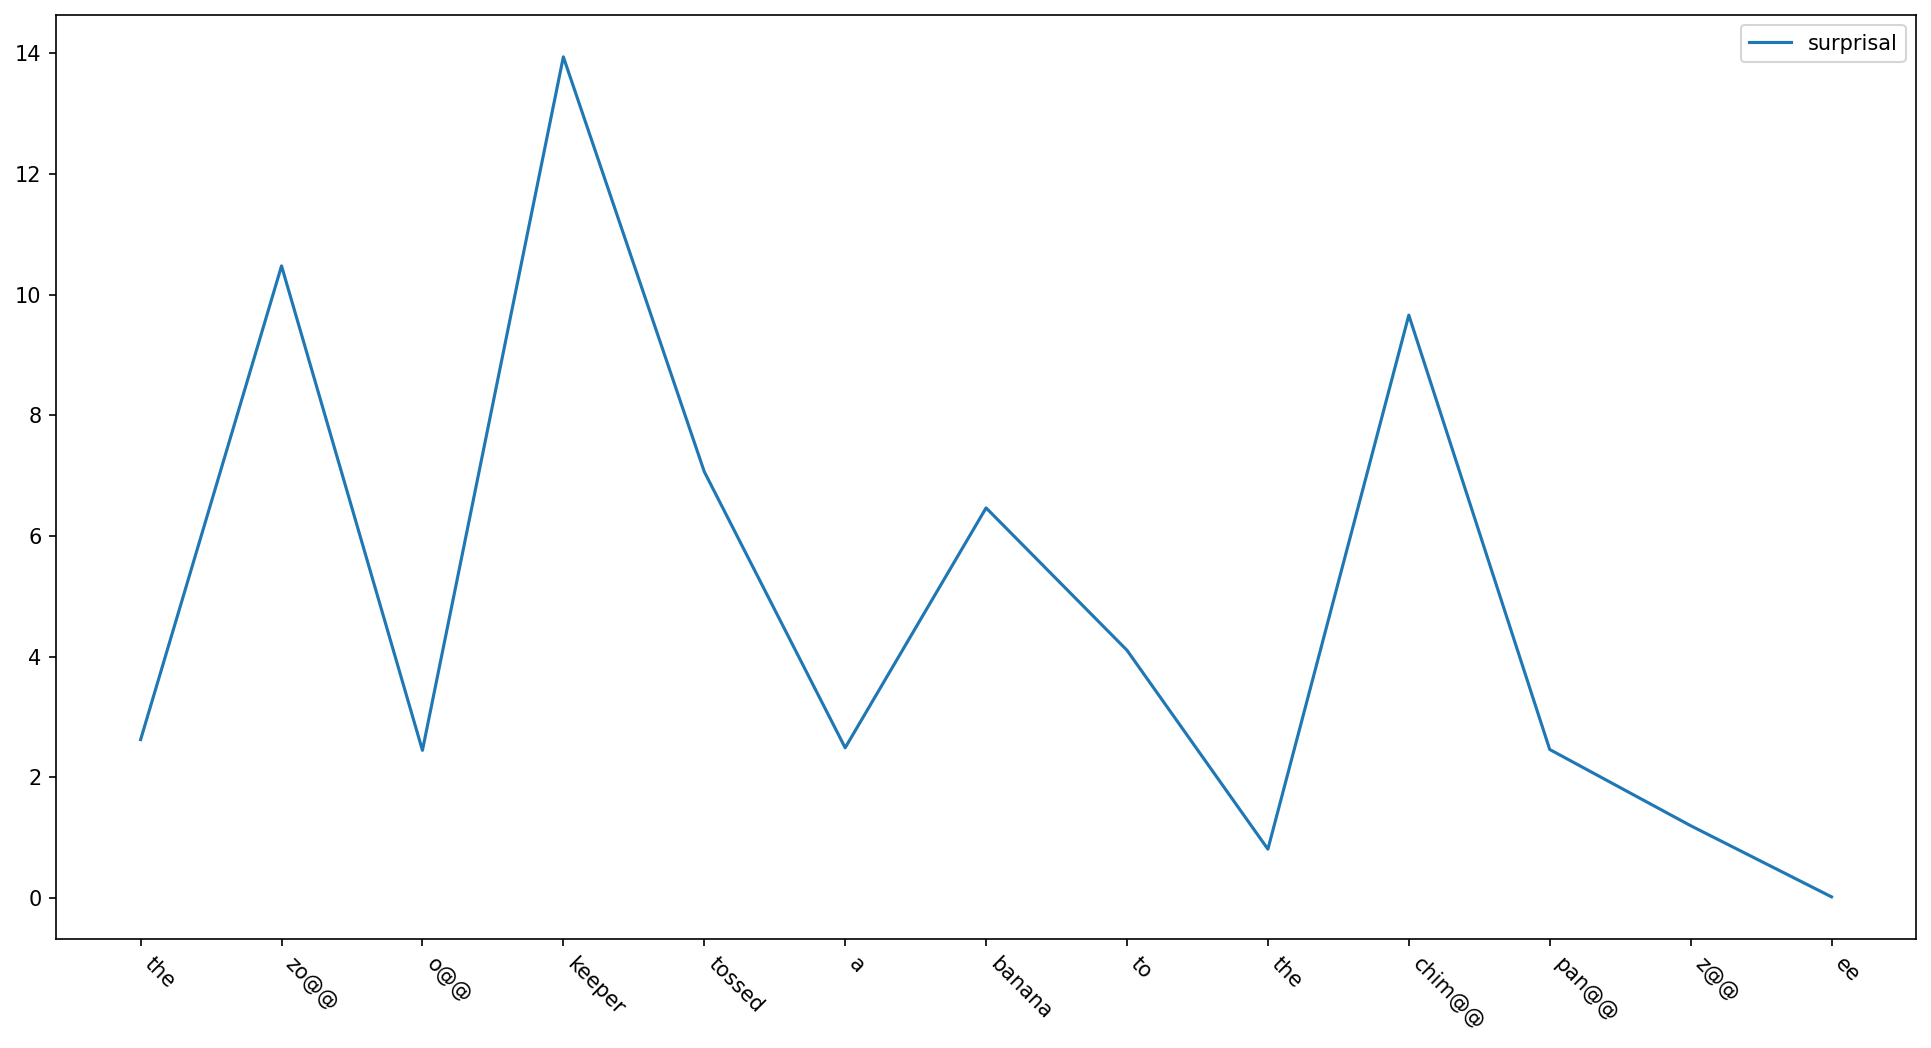 surprisal
14
12
10
8
6
4
2
0
the
zo@@
o@@
keeper
tossed
a
banana
to
the
chim@@
pan@@
z@@
ee